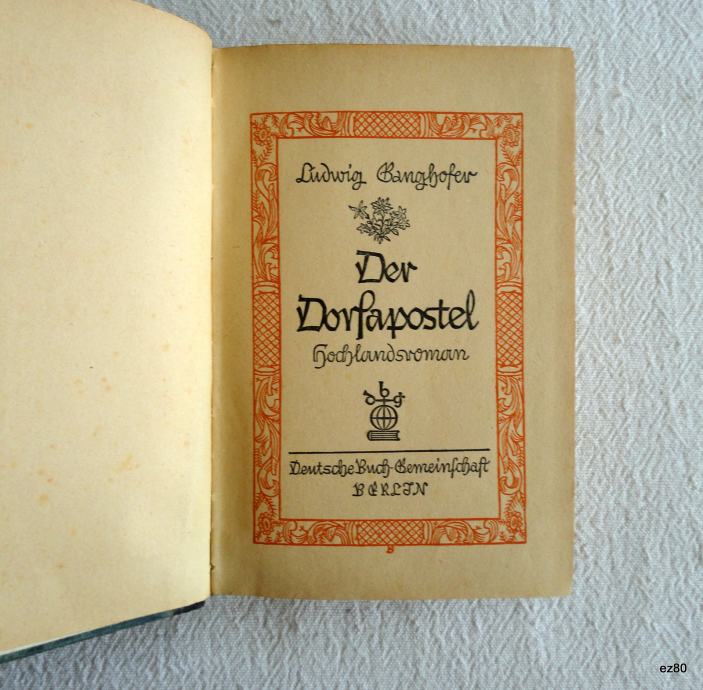 Ludwig Ganghofer
Der
Dorfapostel
Hochlandsroman
dbg
Deutsche Buch-Gemeinschaft
BERLIN
ez80